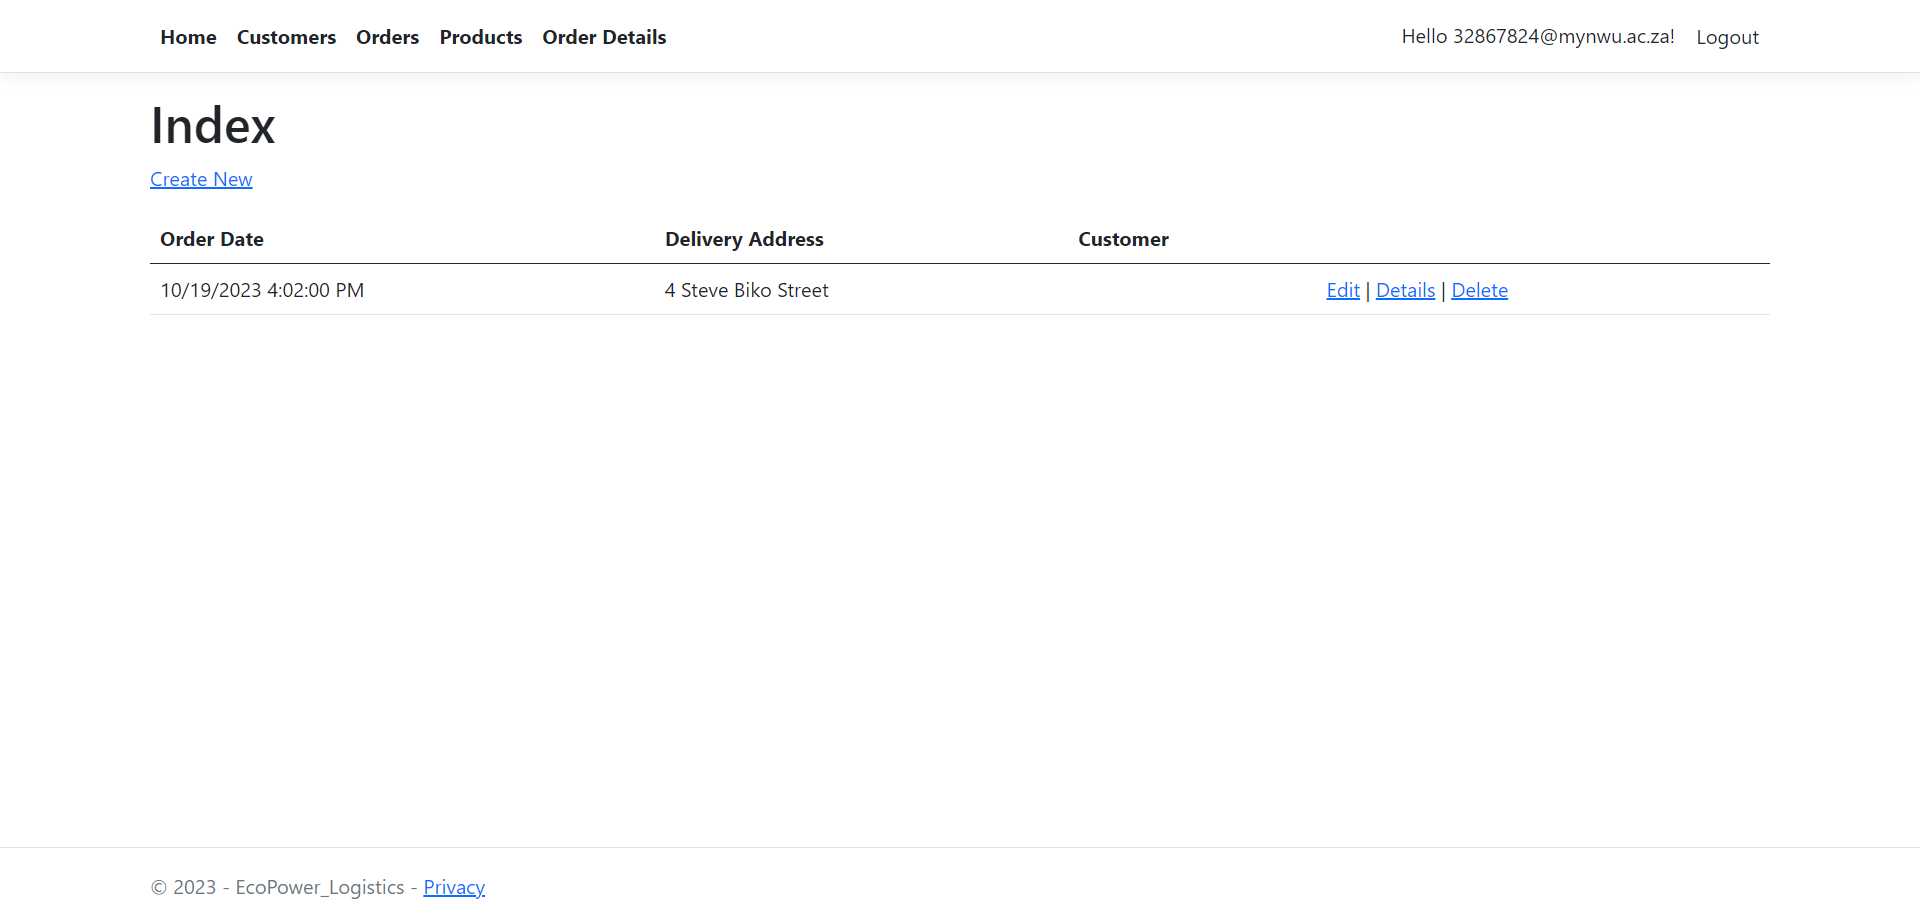 Home Customers Orders Products Order Details Hello 32867824@mynwu.ac.za! Logout
Index
Create New
Order Date Delivery Address Customer
10/19/2023 4:02:00 PM 4 Steve Biko Street Edit | Details | Delete
© 2023 - EcoPower_Logistics - Privacy